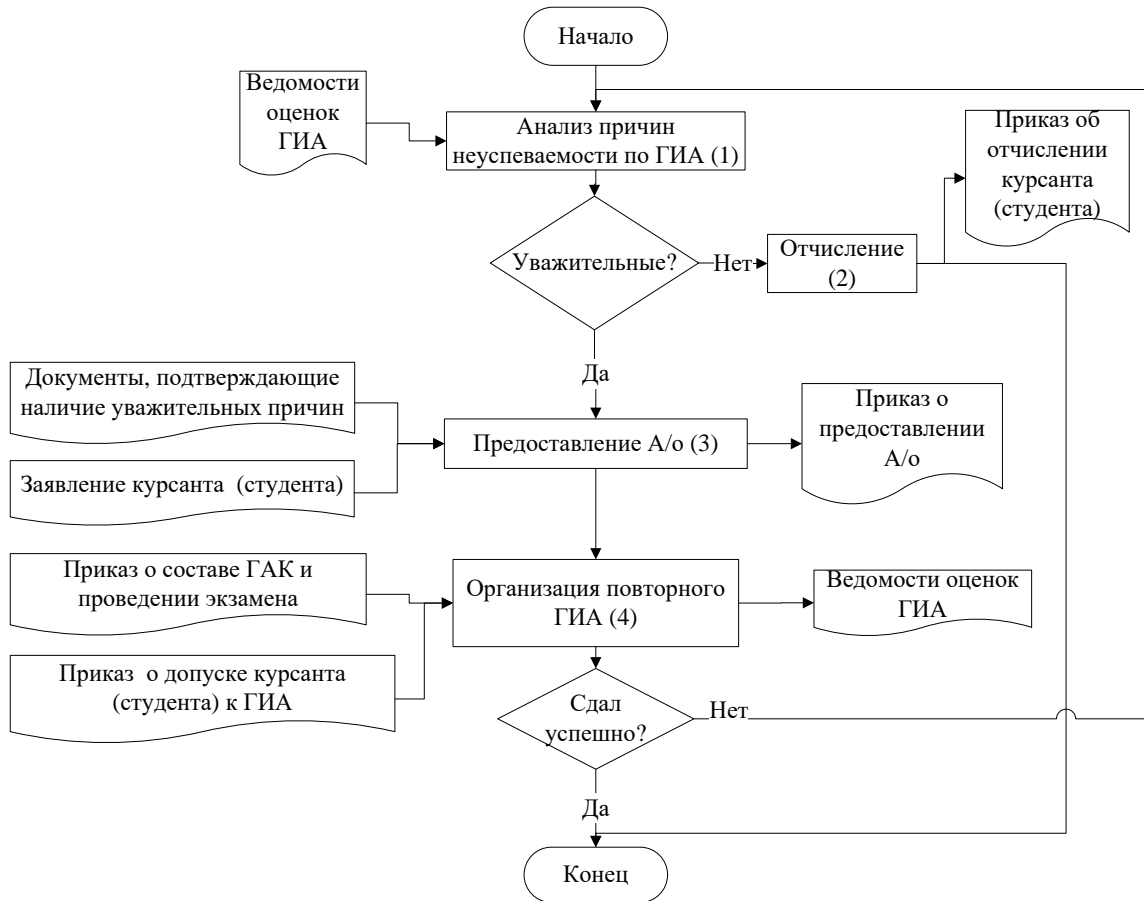 Начало
Ведомости
оценок
ГИА
Анализ причин
неуспеваемости по ГИА (1)
Приказ об
отчислении
курсанта
(студента)
Уважительные?
Нет
Отчисление
(2)
Да
Документы, подтверждающие
наличие уважительных причин
Заявление курсанта (студента)
Предоставление А/о (3)
Приказ о
предоставлении
А/о
Приказ о составе ГАК и
проведении экзамена
Приказ о допуске курсанта
(студента) к ГИА
Организация повторного
ГИА (4)
Ведомости оценок
ГИА
Сдал
успешно?
Нет
Да
Конец